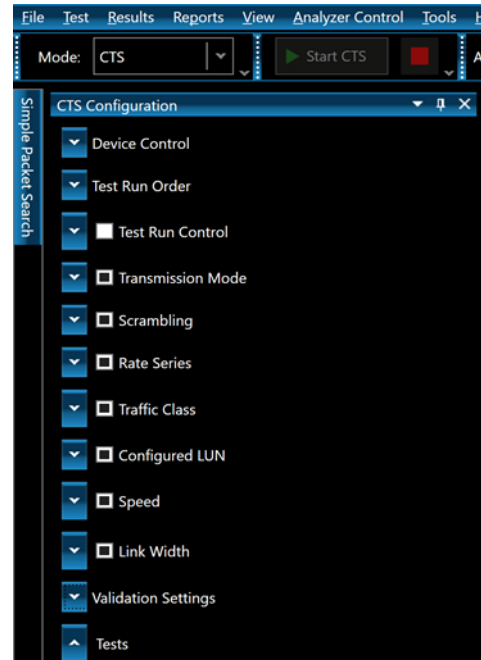 File Test Results Reports View Analyzer Control Tools
Mode: CTS Start CTS
Simple Packet Search
CTS Configuration
Device Control
Test Run Order
Test Run Control
Transmission Mode
Scrambling
Rate Series
Traffic Class
Configured LUN
Speed
Link Width
Validation Settings
Tests